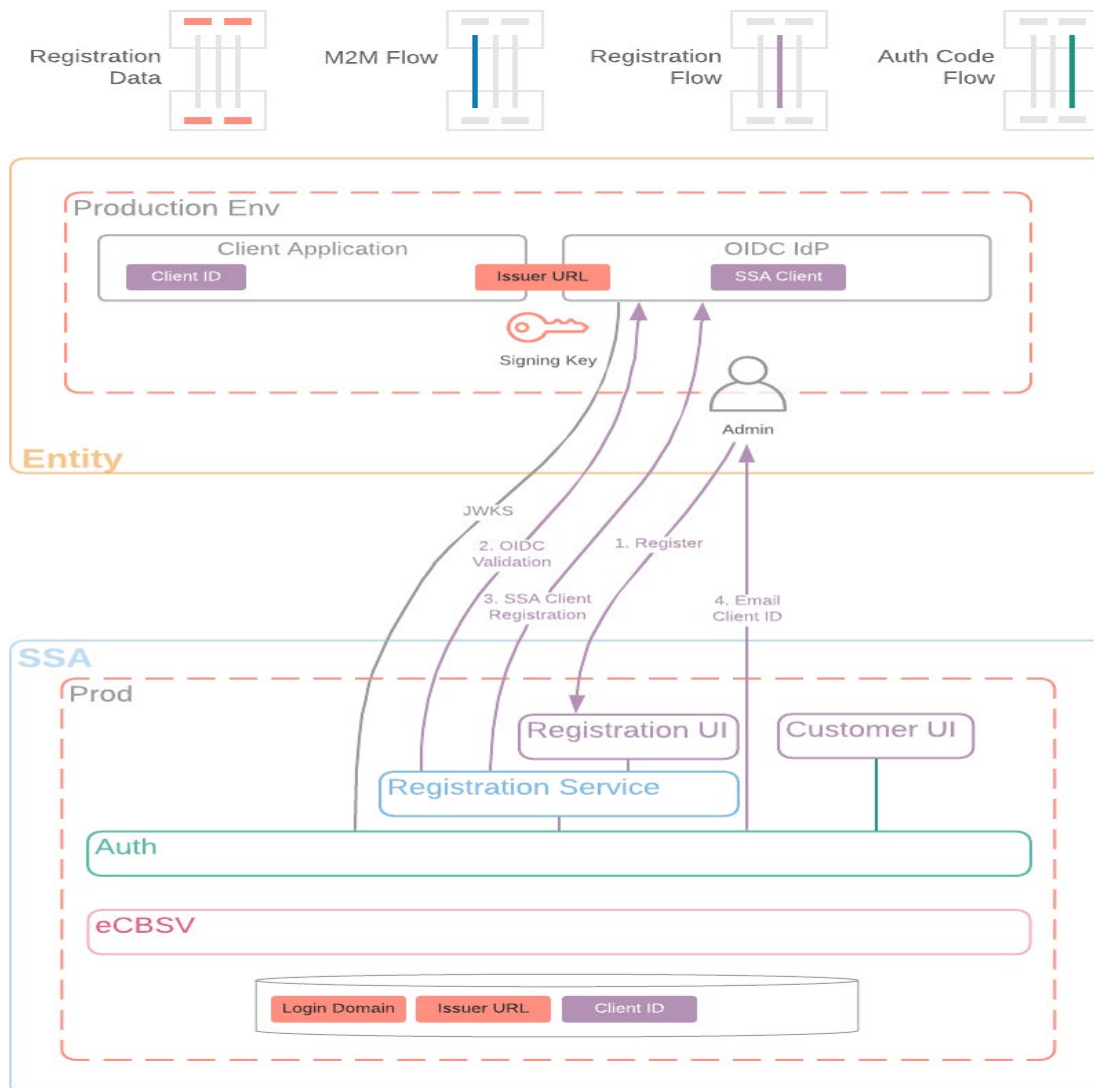 Registration
Data
M2M Flow
Registration
Flow
Auth Code
Flow
Production Env
Client Application
OIDC IdP
Client ID
Issuer URL
SSA Client
Signing Key
Admin
Entity
JWKS
2. OIDC
Validation
1. Register
3. SSA Client
Registration
4. Email
Client ID
SSA
Prod
Registration UI
Customer UI
Registration Service
Auth
eCBSV
Login Domain
Issuer URL
Client ID